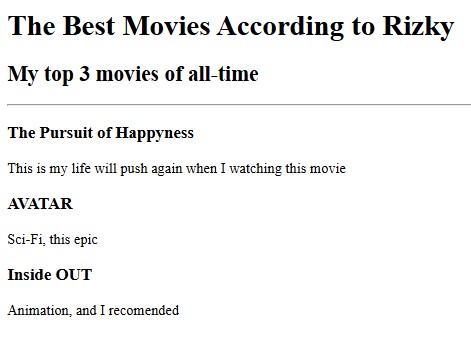 The Best Movies According to Rizky
My top 3 movies of all-time
The Pursuit of Happyness
This is my life will push again when I watching this movie
AVATAR
Sci-Fi, this epic
Inside OUT
Animation, and I recomended